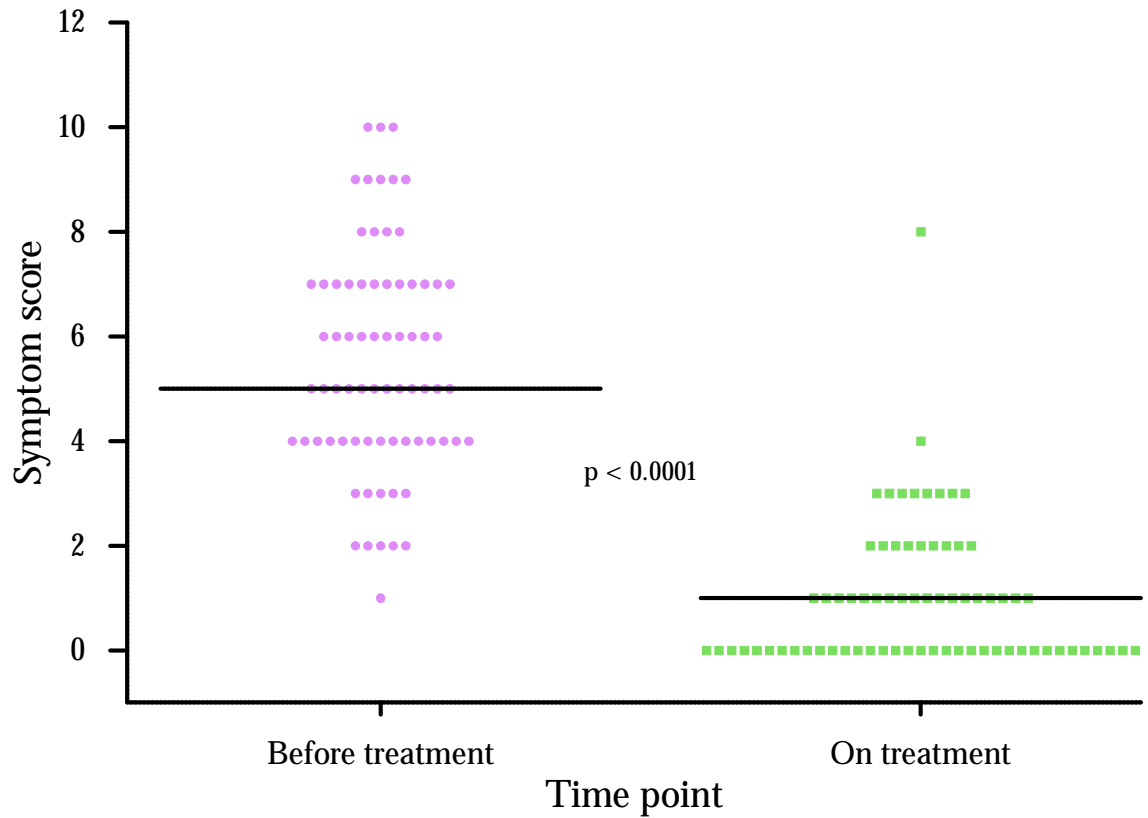 12
10
8
6
4
2
0
Symptom score
p < 0.0001
Before treatment
On treatment
Time point